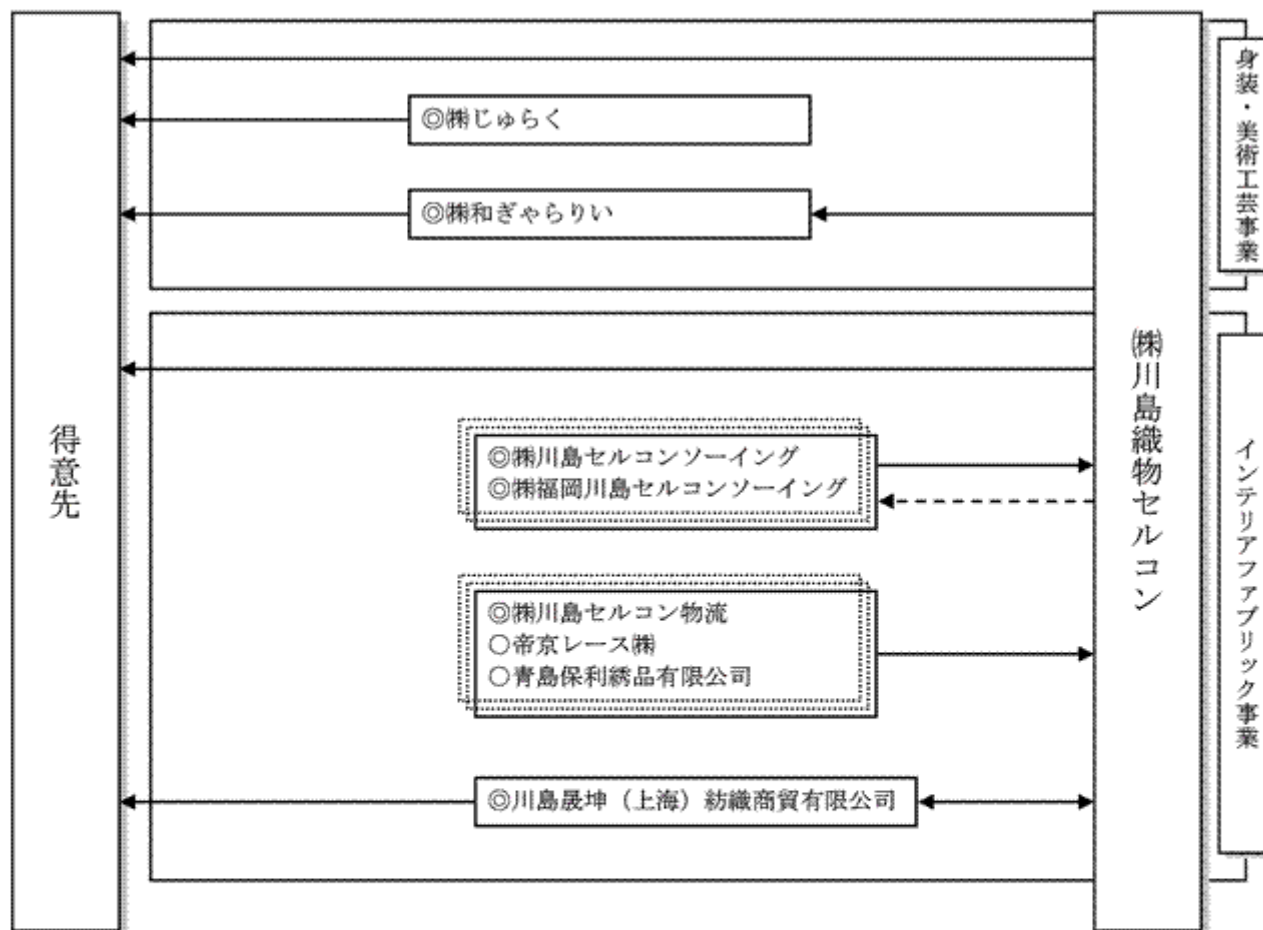 得意先
◎㈱じゅらく
◎㈱和ぎゃらりい
◎㈱川島セルコンソーイング
◎㈱福岡川島セルコンソーイング
◎㈱川島セルコン物流
○帝京レース㈱
○青島保利綉品有限公司
◎川島晟坤（上海）紡織商貿有限公司
㈱川島織物セルコン
身装・美術工芸事業
インテリアファブリック事業